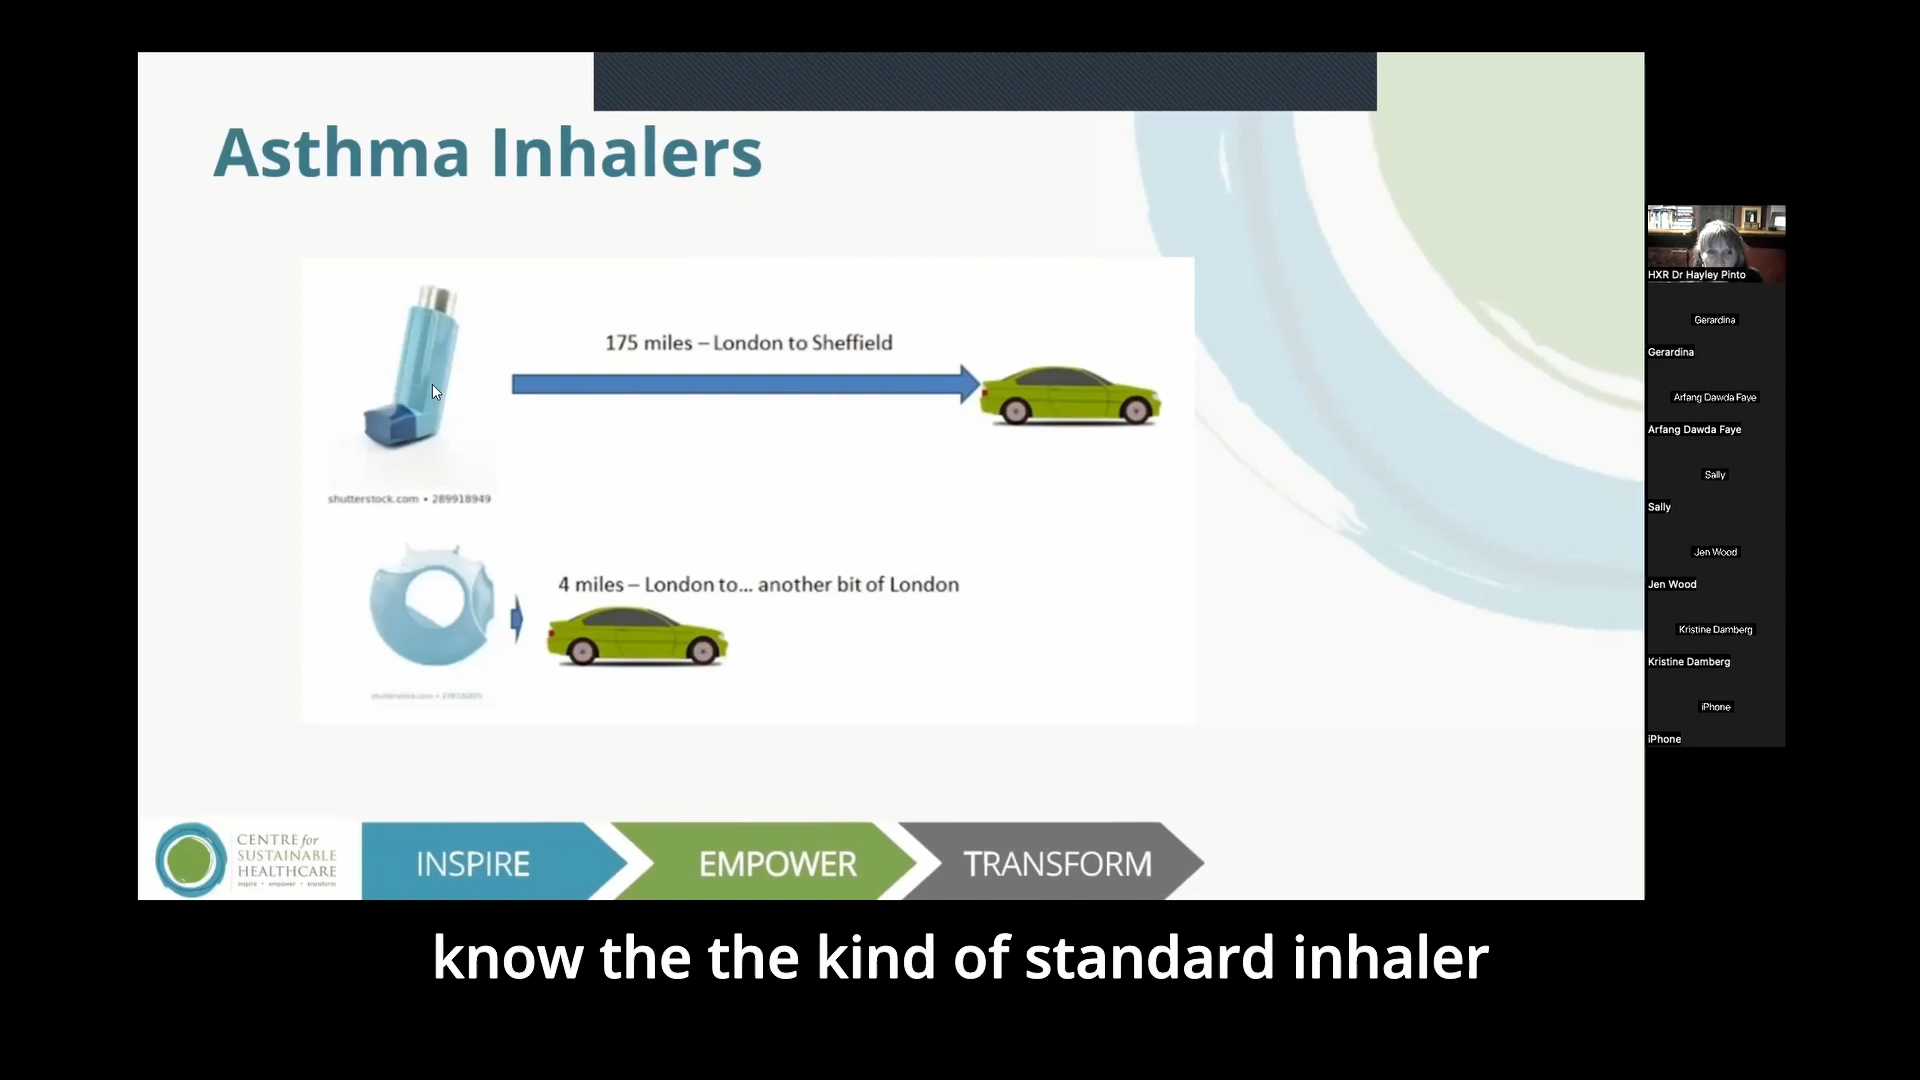 Asthma Inhalers
175 miles – London to Sheffield
shutterstock.com • 289918949
4 miles – London to... another bit of London
CENTRE for
SUSTAINABLE
HEALTHCARE
inspire • empower • transform
INSPIRE
EMPOWER
TRANSFORM
HXR Dr Hayley Pinto
Gerardina
Gerardina
Arfang Dawda Faye
Arfang Dawda Faye
Sally
Sally
Jen Wood
Jen Wood
Kristine Damberg
Kristine Damberg
iPhone
iPhone
know the the kind of standard inhaler